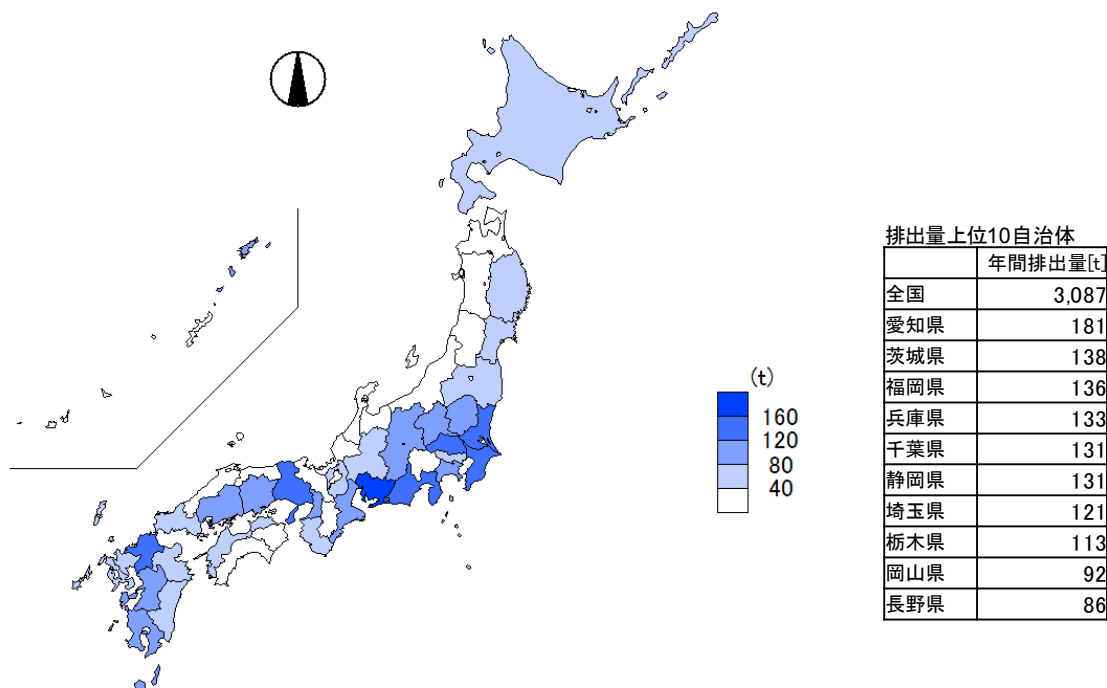 排出量上位10自治体
年間排出量[t]
全国 3,087
愛知県 181
茨城県 138
福岡県 136
兵庫県 133
千葉県 131
静岡県 131
埼玉県 121
栃木県 113
岡山県 92
長野県 86
(t)
160
120
80
40